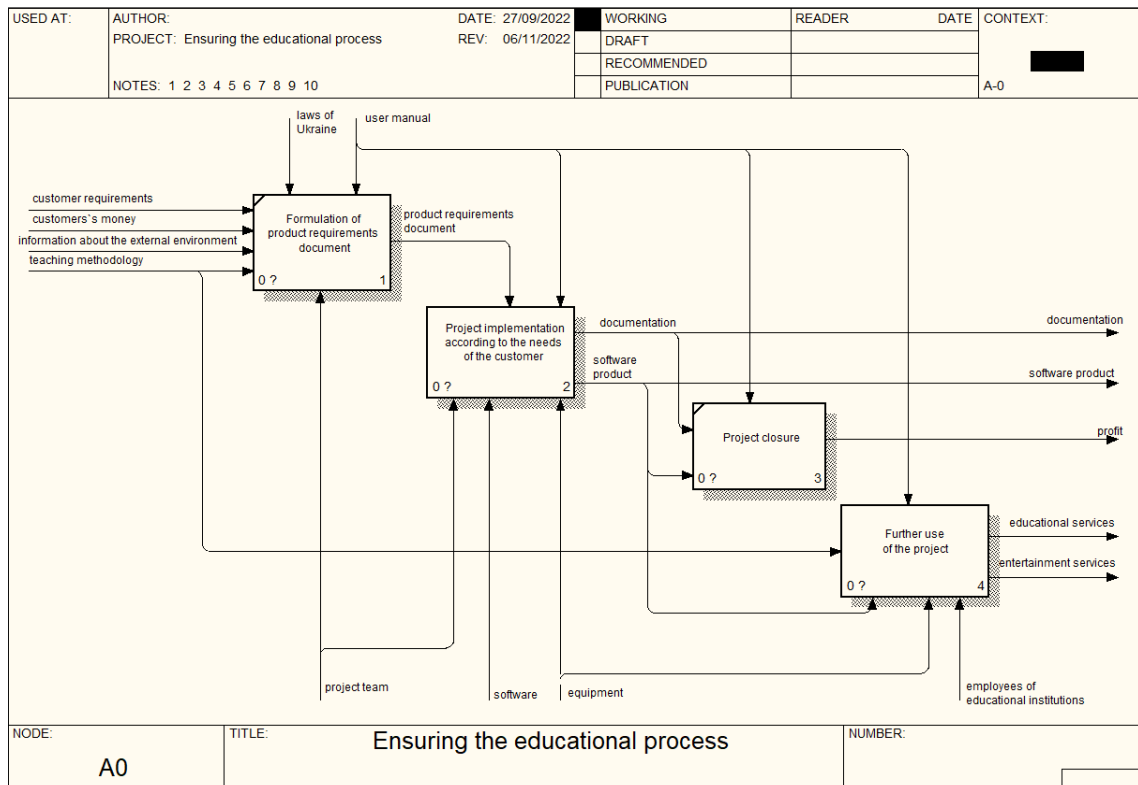 USED AT:
AUTHOR:
DATE: 27/09/2022
WORKING
READER
DATE
CONTEXT:
PROJECT: Ensuring the educational process
REV: 06/11/2022
DRAFT
RECOMMENDED
NOTES: 1 2 3 4 5 6 7 8 9 10
PUBLICATION
A-0
laws of
Ukraine
user manual
customer requirements
customers`s money
information about the external environment
teaching methodology
Formulation of
product requirements
document
0 ?
1
product requirements
document
Project implementation
according to the needs
of the customer
0 ?
2
documentation
documentation
software
product
software product
Project closure
0 ?
3
profit
Further use
of the project
0 ?
4
educational services
entertainment services
project team
software
equipment
employees of
educational institutions
NODE:
A0
TITLE:
Ensuring the educational process
NUMBER: